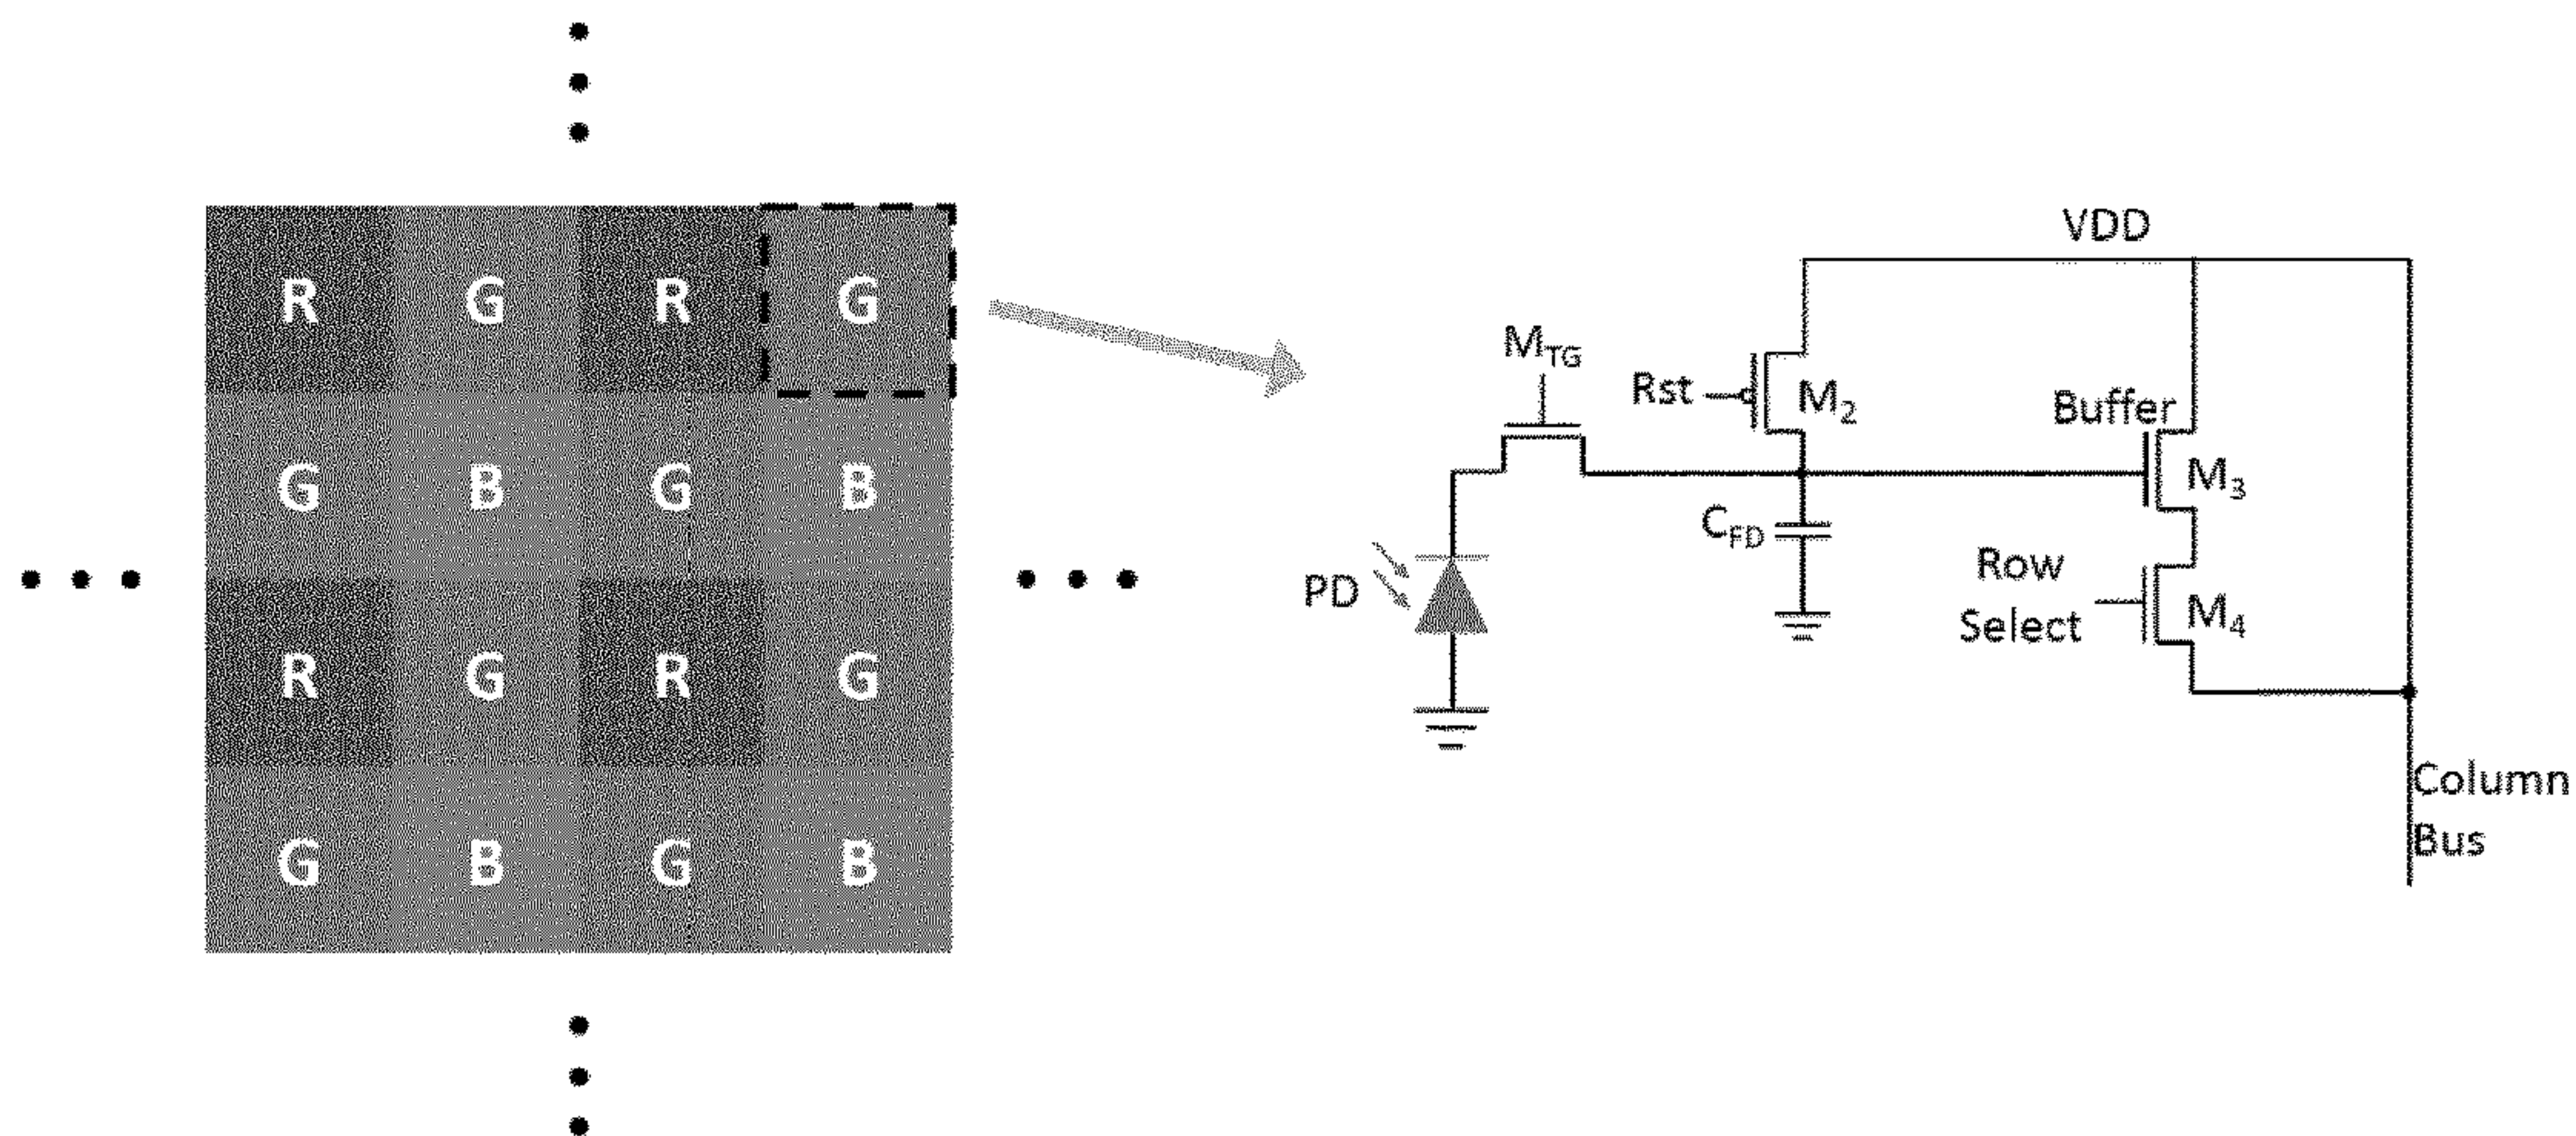 R G R G
G B G B
R G R G
G B G B
VDD
M_TG
Rst
M_2
Buffer
M_3
C_FD
PD
Row
Select
M_4
Column
Bus